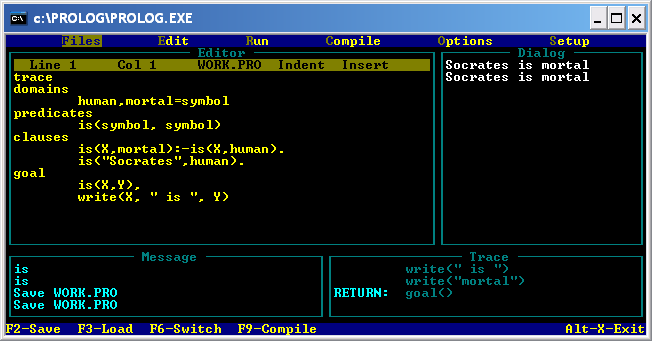 c:\PROLOG\PROLOG.EXE
Files Edit Run Compile Options Setup
Editor
Line 1 Col 1 WORK.PRO Indent Insert
trace
domains
human,mortal=symbol
predicates
is(symbol, symbol)
clauses
is(X,mortal):-is(X,human).
is("Socrates",human).
goal
is(X,Y),
write(X, " is ", Y)
Dialog
Socrates is mortal
Socrates is mortal
Message
is
is
Save WORK.PRO
Save WORK.PRO
Trace
write(" is ")
write("mortal")
RETURN: goal()
F2-Save F3-Load F6-Switch F9-Compile Alt-X-Exit